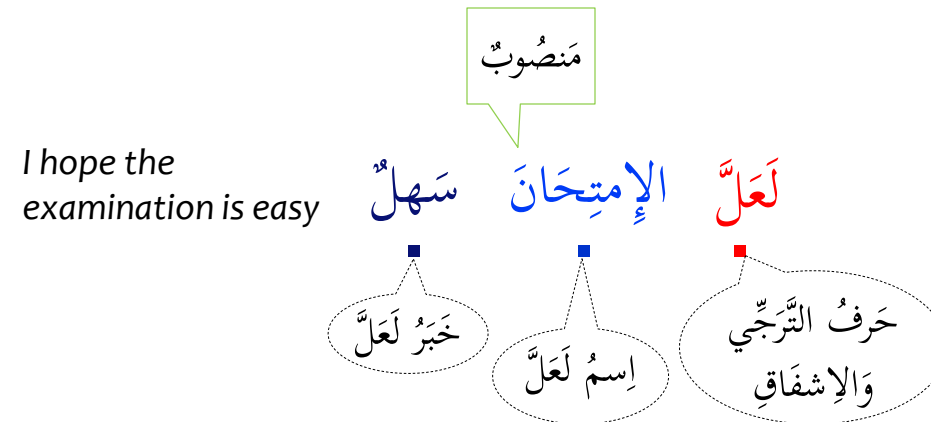 مَنصُوبٌ
I hope the
examination is easy
لَعَلَّ الإِمتِحَانَ سَهلٌ
حَرفُ التَّرَجِّي
وَالِاشفَاقِ
اِسمُ لَعَلَّ
خَبَرُ لَعَلَّ